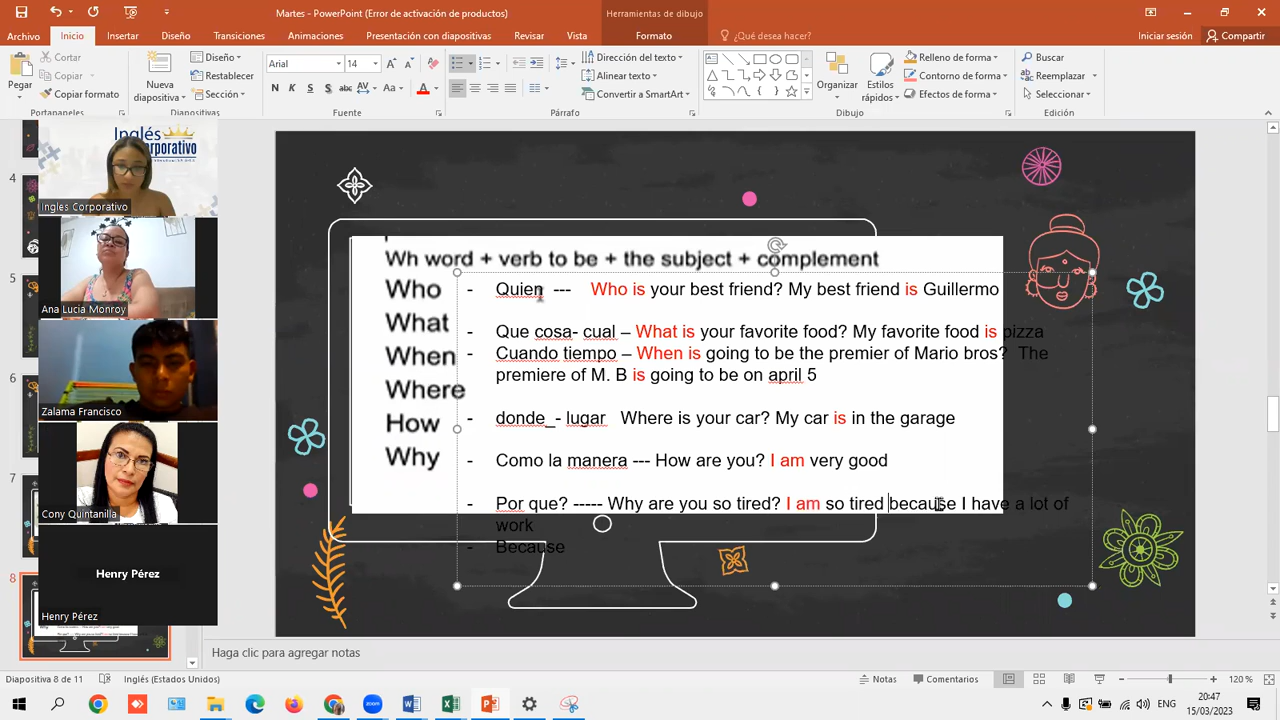 Martes - PowerPoint (Error de activación de productos)
Herramientas de dibujo
Archivo Inicio Insertar Diseño Transiciones Animaciones Presentación con diapositivas Revisar Vista Formato ¿Qué desea hacer? Iniciar sesión Compartir
Pegar
Cortar
Copiar
Copiar formato
Nueva diapositiva
Diseño
Restablecer
Sección
Arial 14
N K S S abc AV Aa A
Dirección del texto
Alinear texto
Convertir a SmartArt
Organizar
Estilos rápidos
Relleno de forma
Contorno de forma
Efectos de forma
Buscar
Reemplazar
Seleccionar
Portapapeles Diapositivas Fuente Párrafo Dibujo Edición
4
5
6
7
8
Inglés
Corporativo
Ingles Corporativo
Ana Lucia Monroy
Zalama Francisco
Cony Quintanilla
Henry Pérez
Henry Pérez
Wh word + verb to be + the subject + complement
Who
What
When
Where
How
Why
- Quien --- Who is your best friend? My best friend is Guillermo
- Que cosa- cual – What is your favorite food? My favorite food is pizza
- Cuando tiempo – When is going to be the premier of Mario bros? The
premiere of M. B is going to be on april 5
- donde_- lugar Where is your car? My car is in the garage
- Como la manera --- How are you? I am very good
- Por que? ----- Why are you so tired? I am so tired because I have a lot of
work
- Because
Haga clic para agregar notas
Diapositiva 8 de 11 Inglés (Estados Unidos) Notas Comentarios 120 %
ENG
20:47
15/03/2023